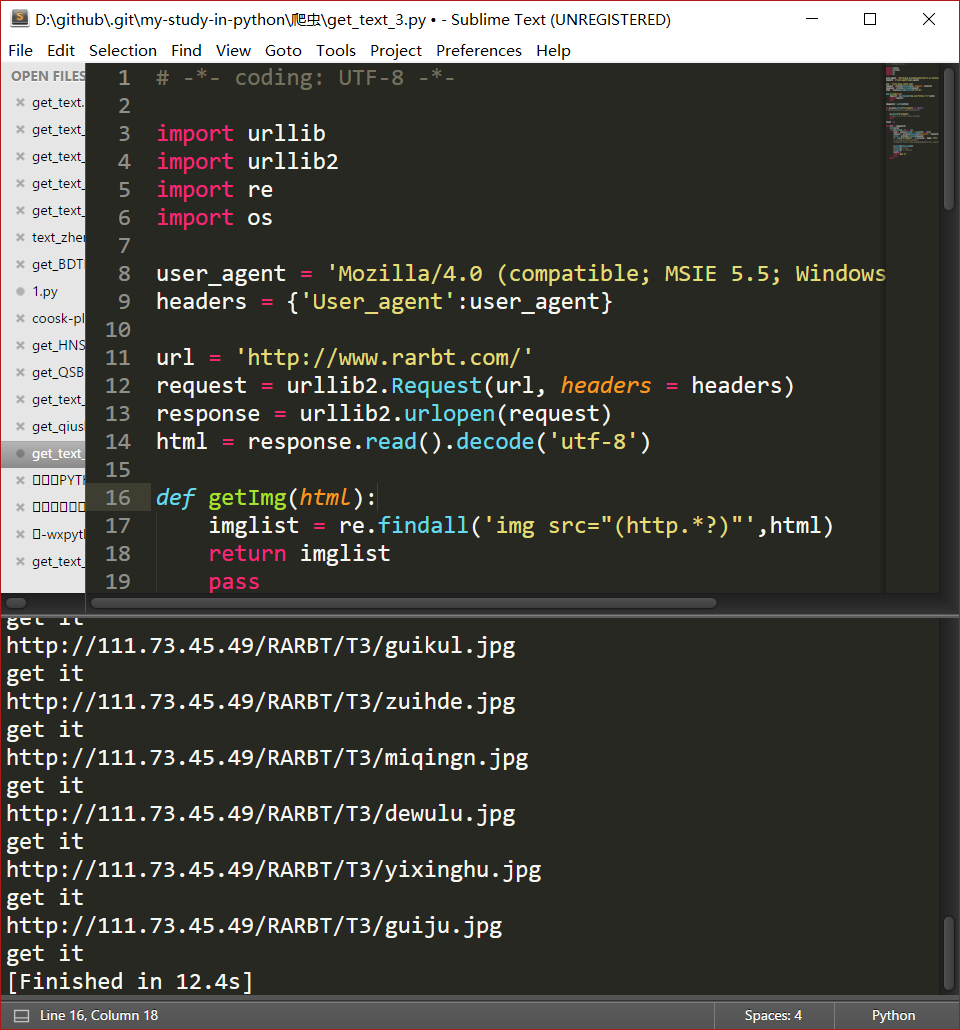 D:\github\.git\my-study-in-python\爬虫\get_text_3.py • - Sublime Text (UNREGISTERED)
File Edit Selection Find View Goto Tools Project Preferences Help
OPEN FILES
get_text.
get_text_
get_text_
get_text_
get_text_
text_zhen
get_BDTI
1.py
coosk-pl
get_HNS
get_QSB
get_text_
get_qiusl
get_text_
□□□PYTH
□□□□□□
□-wxpytl
get_text_
1 # -*- coding: UTF-8 -*-
2
3 import urllib
4 import urllib2
5 import re
6 import os
7
8 user_agent = 'Mozilla/4.0 (compatible; MSIE 5.5; Windows
9 headers = {'User_agent':user_agent}
10
11 url = 'http://www.rarbt.com/'
12 request = urllib2.Request(url, headers = headers)
13 response = urllib2.urlopen(request)
14 html = response.read().decode('utf-8')
15
16 def getImg(html):
17 imglist = re.findall('img src="(http.*?)"',html)
18 return imglist
19 pass
get it
http://111.73.45.49/RARBT/T3/guikul.jpg
get it
http://111.73.45.49/RARBT/T3/zuihde.jpg
get it
http://111.73.45.49/RARBT/T3/miqingn.jpg
get it
http://111.73.45.49/RARBT/T3/dewulu.jpg
get it
http://111.73.45.49/RARBT/T3/yixinghu.jpg
get it
http://111.73.45.49/RARBT/T3/guiju.jpg
get it
[Finished in 12.4s]
Line 16, Column 18 Spaces: 4 Python